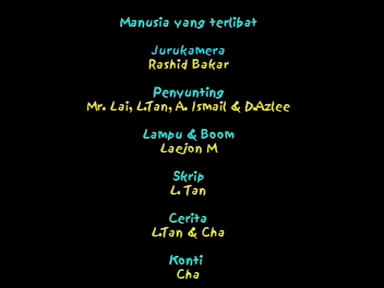 Manusia yang terlibat
Jurukamera
Rashid Bakar
Penyunting
Mr. Lai, L.Tan, A. Ismail & D.Azlee
Lampu & Boom
Laejon M
Skrip
L. Tan
Cerita
L.Tan & Cha
Konti
Cha